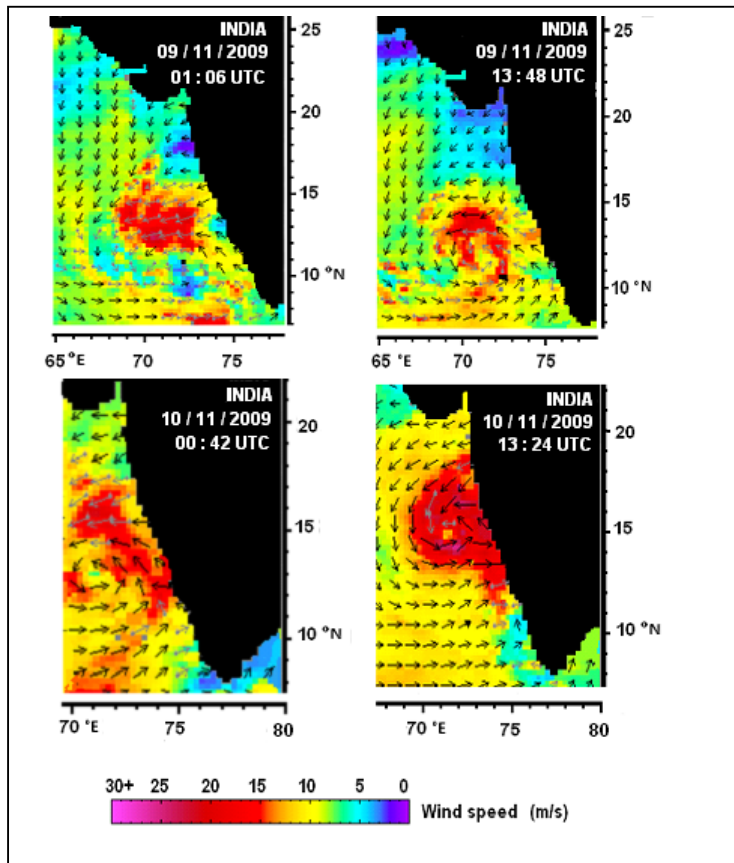 INDIA
09 / 11 / 2009
01 : 06 UTC
25
20
15
10 °N
65 °E 70 75
INDIA
09 / 11 / 2009
13 : 48 UTC
25
20
15
10 °N
65 °E 70 75
INDIA
10 / 11 / 2009
00 : 42 UTC
20
15
10 °N
70 °E 75 80
INDIA
10 / 11 / 2009
13 : 24 UTC
20
15
10 °N
70 °E 75 80
30+ 25 20 15 10 5 0
Wind speed (m/s)